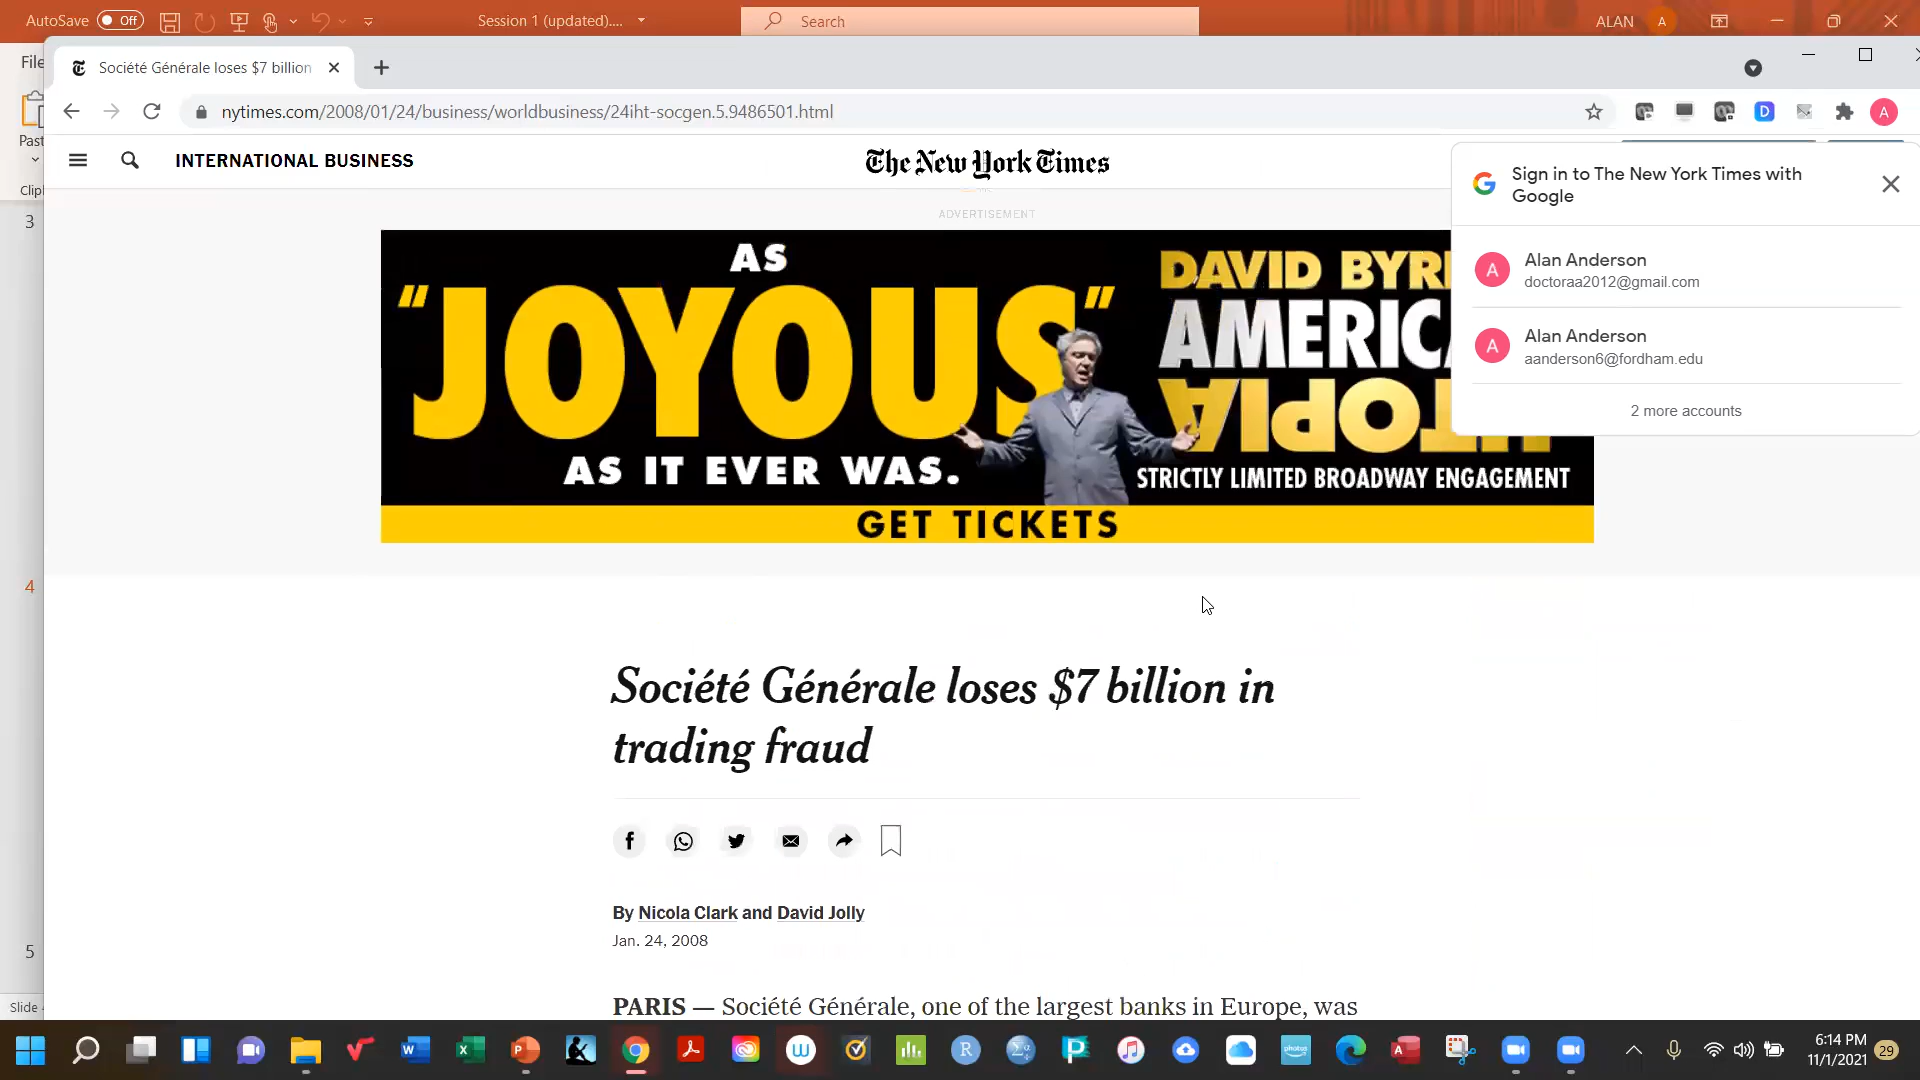 AutoSave Off
Session 1 (updated)....
Search
ALAN A
File
Société Générale loses $7 billion
nytimes.com/2008/01/24/business/worldbusiness/24iht-socgen.5.9486501.html
A
Past
Clip
3
4
5
Slide
INTERNATIONAL BUSINESS
The New York Times
Sign in to The New York Times with
Google
A
Alan Anderson
doctoraa2012@gmail.com
A
Alan Anderson
aanderson6@fordham.edu
2 more accounts
ADVERTISEMENT
AS
"JOYOUS"
AS IT EVER WAS.
DAVID BYR
AMERIC
UTOPIA
STRICTLY LIMITED BROADWAY ENGAGEMENT
GET TICKETS
Société Générale loses $7 billion in
trading fraud
By Nicola Clark and David Jolly
Jan. 24, 2008
PARIS — Société Générale, one of the largest banks in Europe, was
6:14 PM
11/1/2021
29